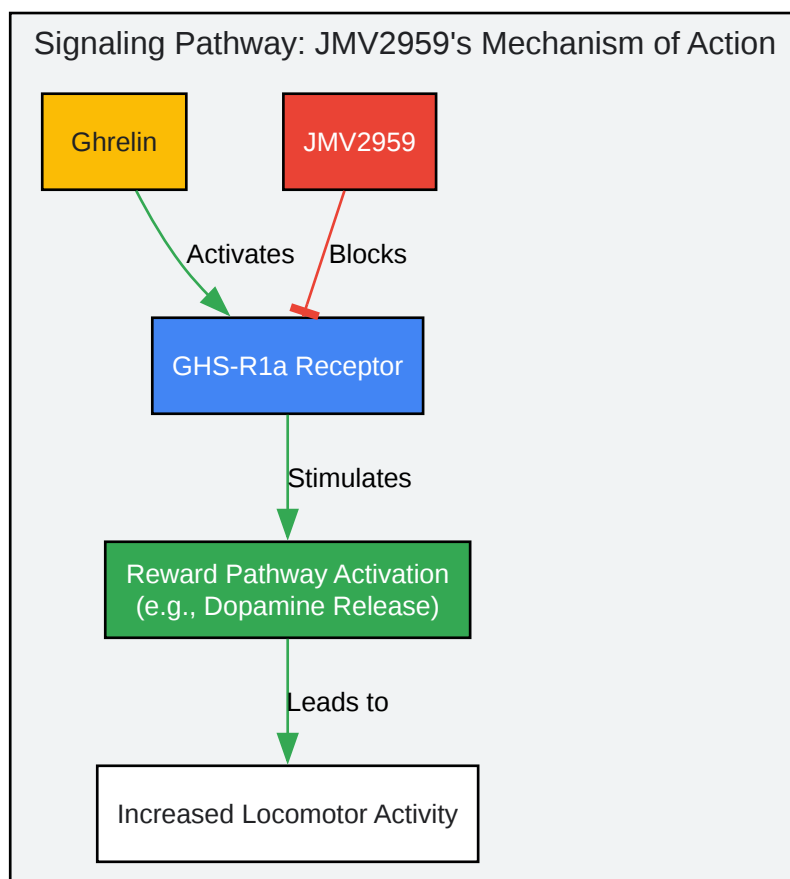 Signaling Pathway: JMV2959's Mechanism of Action
Ghrelin
JMV2959
Activates
Blocks
GHS-R1a Receptor
Stimulates
Reward Pathway Activation
(e.g., Dopamine Release)
Leads to
Increased Locomotor Activity